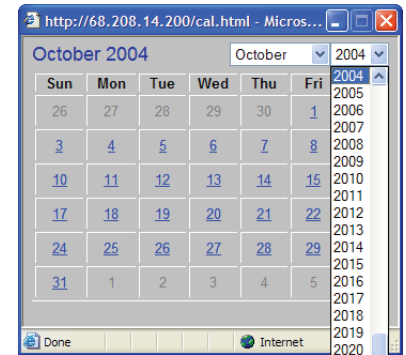 http://68.208.14.200/cal.html - Micros...
October 2004 October 2004
Sun Mon Tue Wed Thu Fri
26 27 28 29 30 1
3 4 5 6 7 8
10 11 12 13 14 15
17 18 19 20 21 22
24 25 26 27 28 29
31 1 2 3 4 5
2004
2005
2006
2007
2008
2009
2010
2011
2012
2013
2014
2015
2016
2017
2018
2019
2020
Done Internet